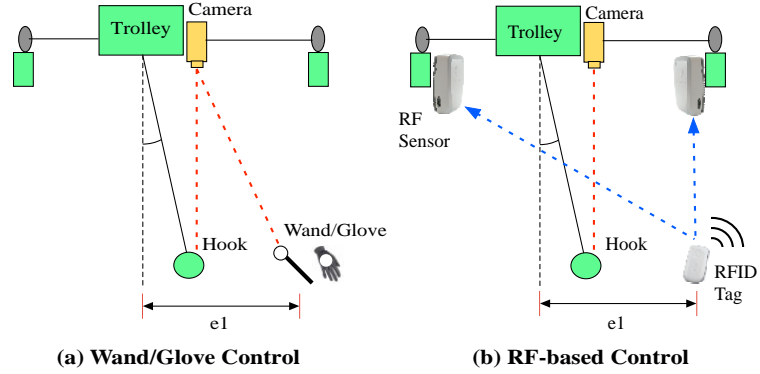 Camera
Trolley
Hook
Wand/Glove
e1
(a) Wand/Glove Control
Camera
Trolley
RF
Sensor
Hook
RFID
Tag
e1
(b) RF-based Control